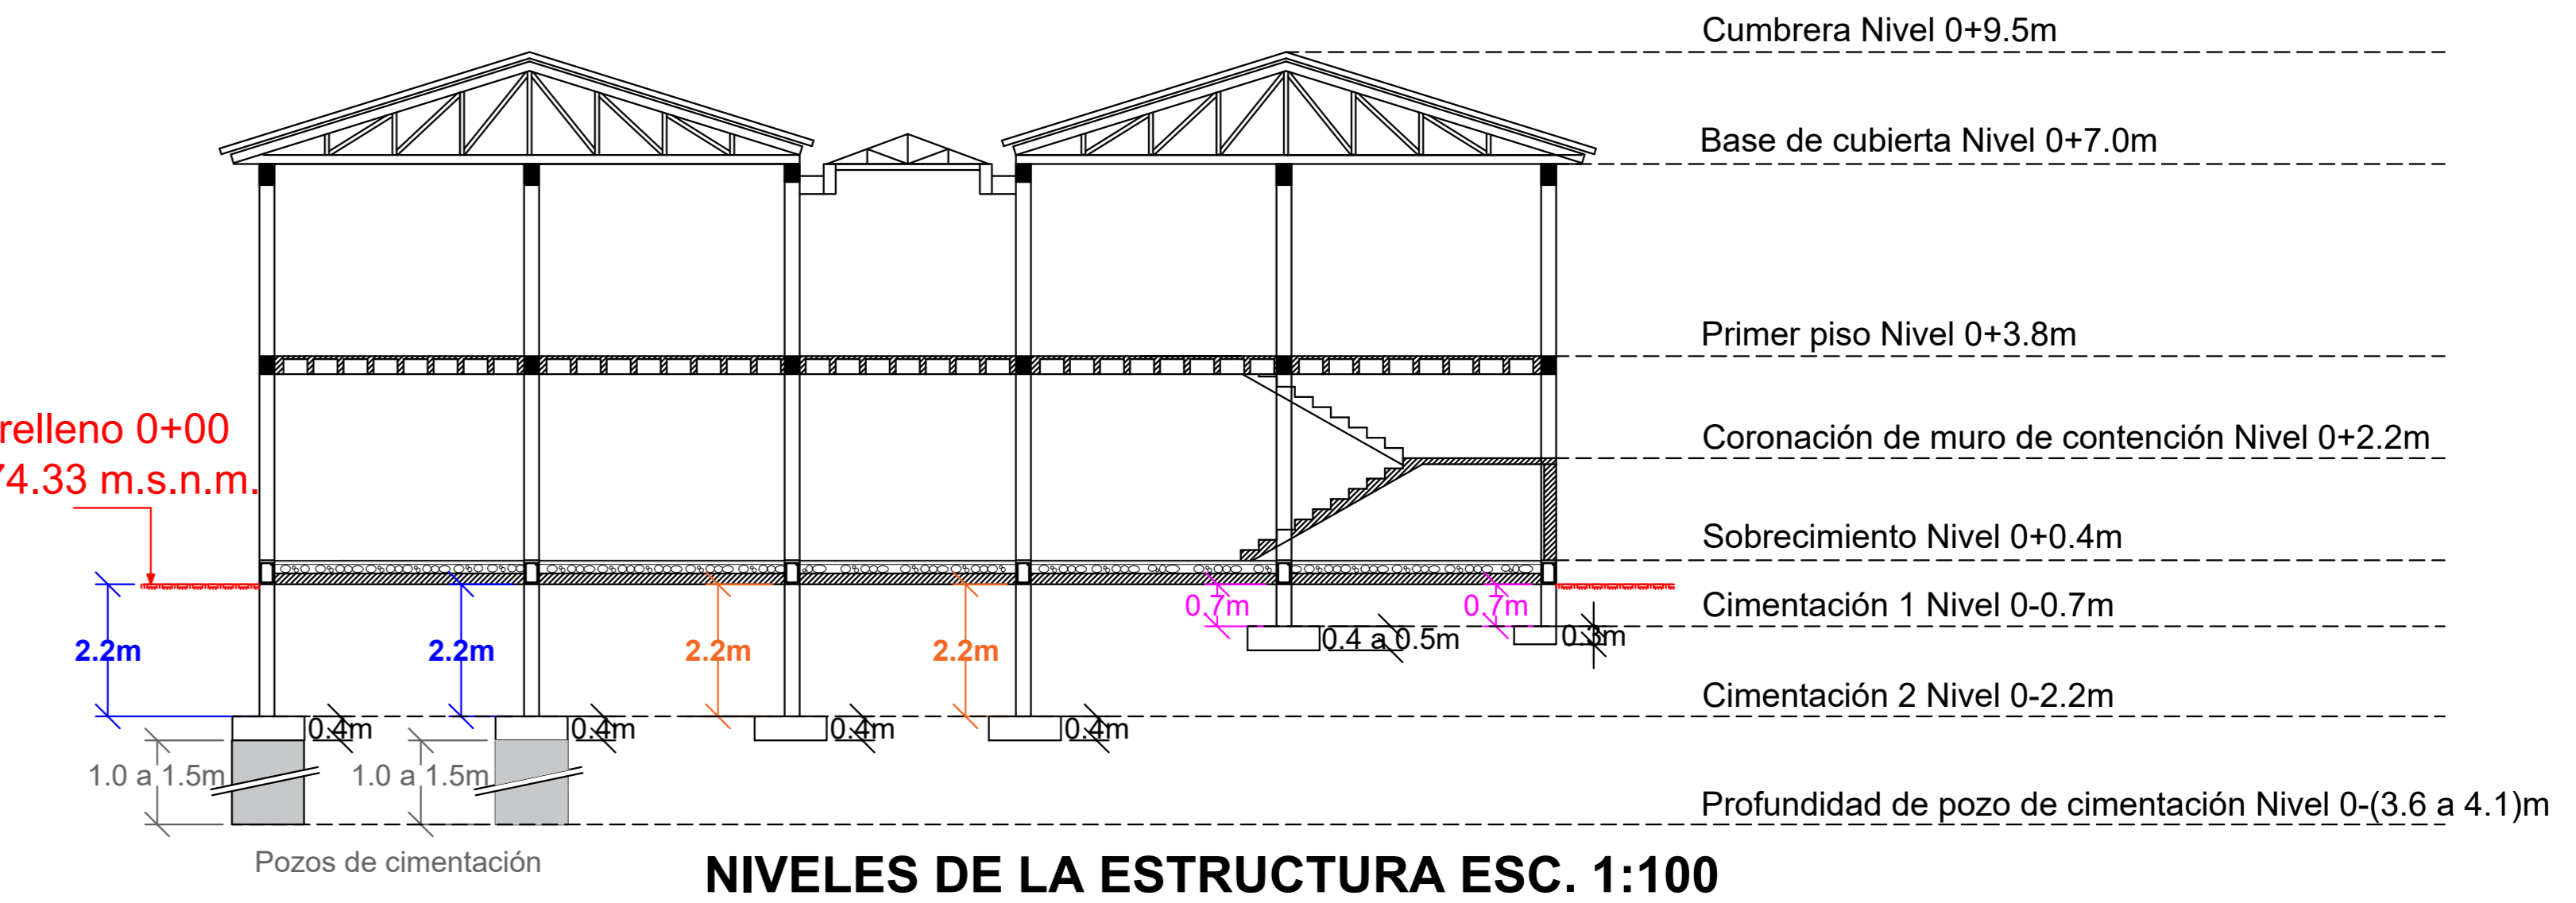 Cumbrera Nivel 0+9.5m
Base de cubierta Nivel 0+7.0m
Primer piso Nivel 0+3.8m
relleno 0+00
74.33 m.s.n.m.
Coronación de muro de contención Nivel 0+2.2m
Sobrecimiento Nivel 0+0.4m
0.7m
0.7m
Cimentación 1 Nivel 0-0.7m
0.4 a 0.5m
0.3m
2.2m
2.2m
2.2m
2.2m
Cimentación 2 Nivel 0-2.2m
0.4m
0.4m
0.4m
0.4m
1.0 a 1.5m
1.0 a 1.5m
Profundidad de pozo de cimentación Nivel 0-(3.6 a 4.1)m
Pozos de cimentación
NIVELES DE LA ESTRUCTURA ESC. 1:100